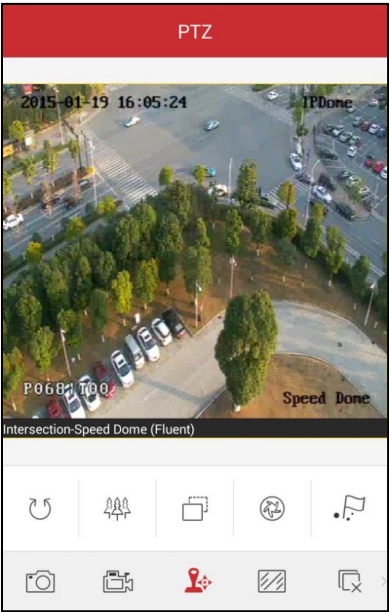 PTZ
2015-01-19 16:05:24 IPDome
P0681T00
Speed Dome
Intersection-Speed Dome (Fluent)